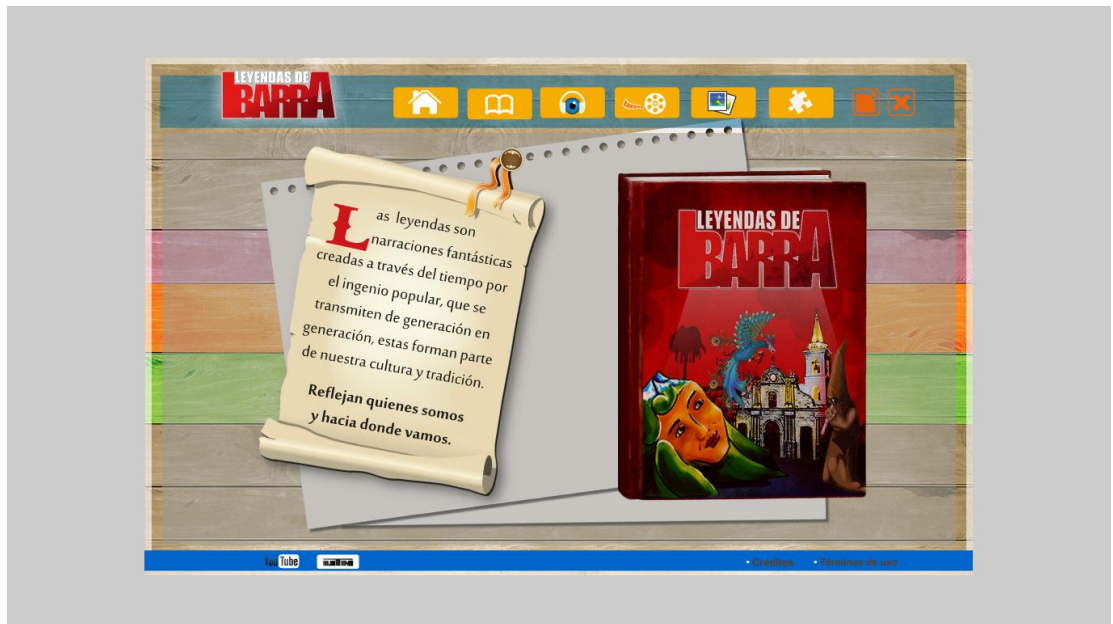 LEYENDAS DE
BARRA
Las leyendas son
narraciones fantásticas
creadas a través del tiempo por
el ingenio popular, que se
transmiten de generación en
generación, estas forman parte
de nuestra cultura y tradición.
Reflejan quienes somos
y hacia donde vamos.
LEYENDAS DE
BARRA
You Tube
• Créditos • Términos de uso